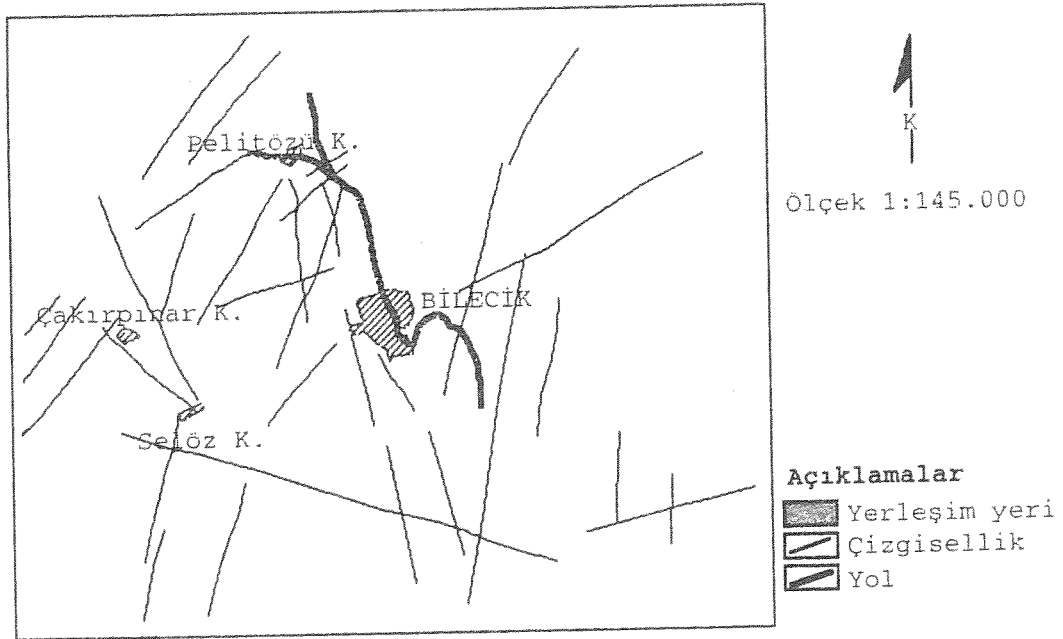 Pelitözü K.
Çakırpınar K.
BİLECİK
Selöz K.
K
Ölçek 1:145.000
Açıklamalar
Yerleşim yeri
Çizgisellik
Yol